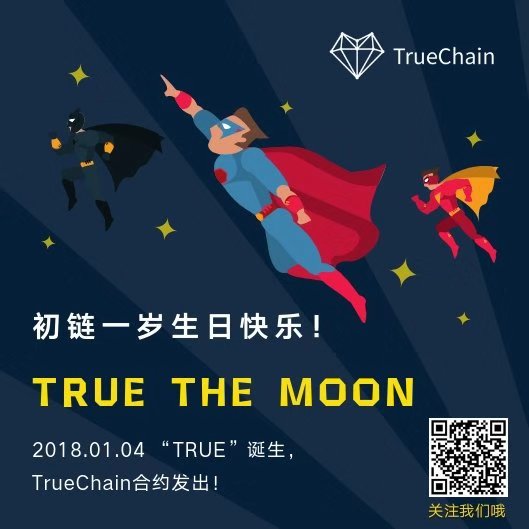 TrueChain
初链一岁生日快乐！
TRUE THE MOON
2018.01.04 “TRUE”诞生，
TrueChain合约发出！
关注我们哦